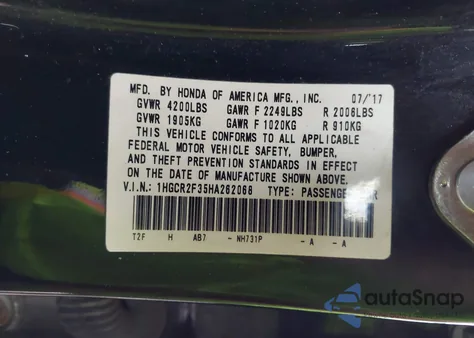 MFD. BY HONDA OF AMERICA MFG., INC. 07/'17
GVWR 4200LBS GAWR F 2249LBS R 2006LBS
GVWR 1905KG GAWR F 1020KG R 910KG
THIS VEHICLE CONFORMS TO ALL APPLICABLE
FEDERAL MOTOR VEHICLE SAFETY, BUMPER,
AND THEFT PREVENTION STANDARDS IN EFFECT
ON THE DATE OF MANUFACTURE SHOWN ABOVE.
V.I.N.: 1HGCR2F35HA262068 TYPE: PASSENGER
T2F H AB7 - NH731P - A - A
autoSnap